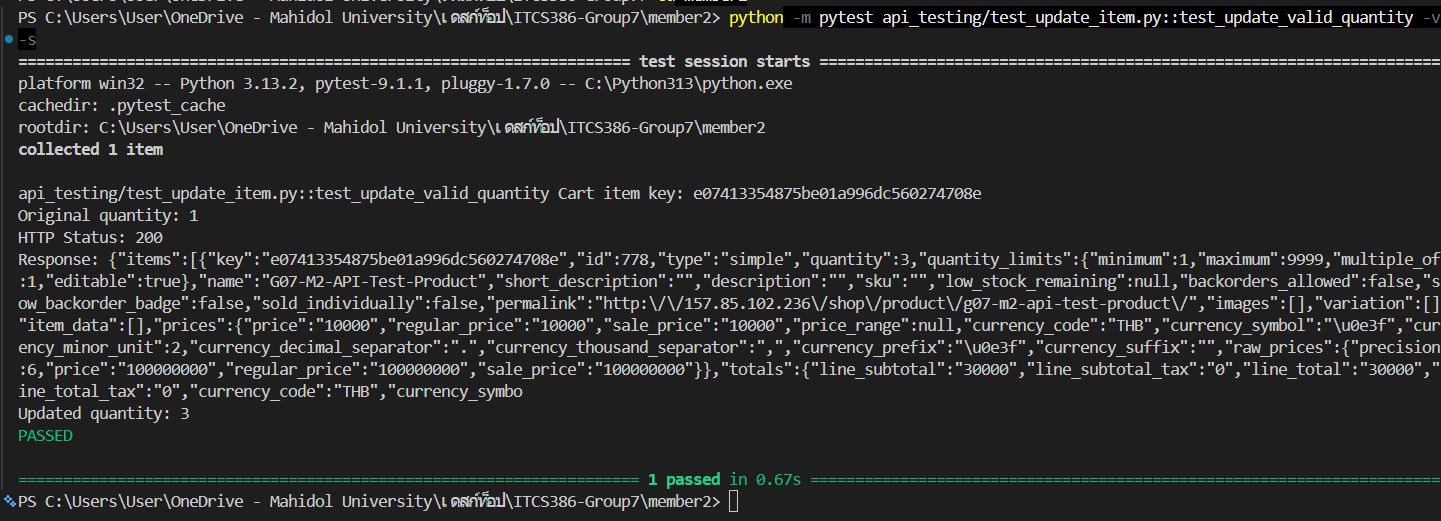 PS C:\Users\User\OneDrive - Mahidol University\เดสก์ท็อป\ITCS386-Group7\member2> python -m pytest api_testing/test_update_item.py::test_update_valid_quantity -v
-s
============================= test session starts =============================
platform win32 -- Python 3.13.2, pytest-9.1.1, pluggy-1.7.0 -- C:\Python313\python.exe
cachedir: .pytest_cache
rootdir: C:\Users\User\OneDrive - Mahidol University\เดสก์ท็อป\ITCS386-Group7\member2
collected 1 item
api_testing/test_update_item.py::test_update_valid_quantity Cart item key: e07413354875be01a996dc560274708e
Original quantity: 1
HTTP Status: 200
Response: {"items":[{"key":"e07413354875be01a996dc560274708e","id":778,"type":"simple","quantity":3,"quantity_limits":{"minimum":1,"maximum":9999,"multiple_of
:1,"editable":true},"name":"G07-M2-API-Test-Product","short_description":"","description":"","sku":"","low_stock_remaining":null,"backorders_allowed":false,"s
ow_backorder_badge":false,"sold_individually":false,"permalink":"http:\/\/157.85.102.236\/shop\/product\/g07-m2-api-test-product\/","images":[],"variation":[]
"item_data":[],"prices":{"price":"10000","regular_price":"10000","sale_price":"10000","price_range":null,"currency_code":"THB","currency_symbol":"\u0e3f","cur
ency_minor_unit":2,"currency_decimal_separator":".","currency_thousand_separator":",","currency_prefix":"\u0e3f","currency_suffix":"","raw_prices":{"precision
:6,"price":"100000000","regular_price":"100000000","sale_price":"100000000"}},"totals":{"line_subtotal":"30000","line_subtotal_tax":"0","line_total":"30000","
ine_total_tax":"0","currency_code":"THB","currency_symbo
Updated quantity: 3
PASSED
============================= 1 passed in 0.67s =============================
PS C:\Users\User\OneDrive - Mahidol University\เดสก์ท็อป\ITCS386-Group7\member2>